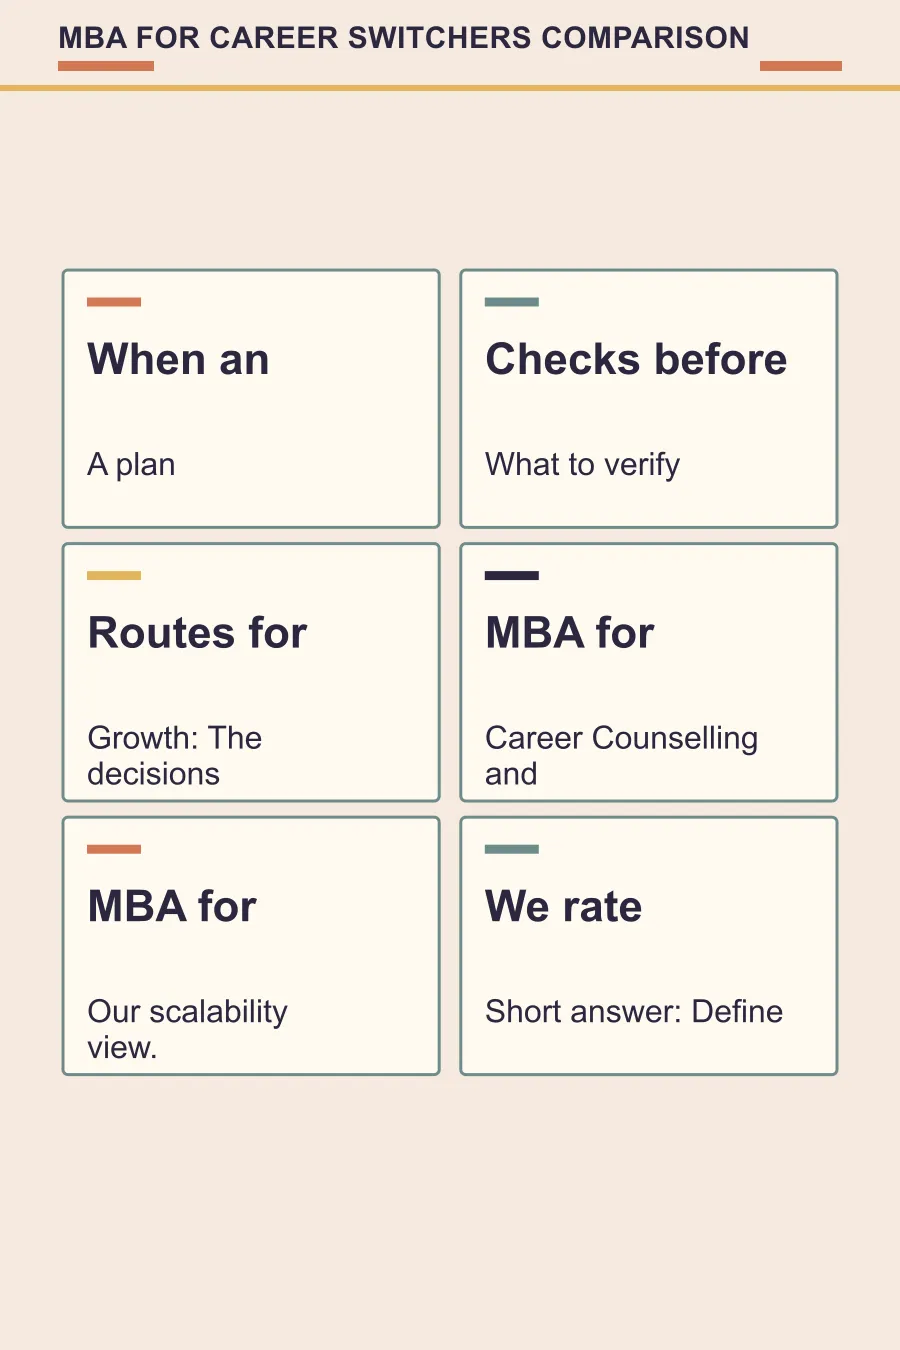 MBA FOR CAREER SWITCHERS COMPARISON
When an
A plan
Checks before
What to verify
Routes for
Growth: The
decisions
MBA for
Career Counselling
and
MBA for
Our scalability
view.
We rate
Short answer: Define